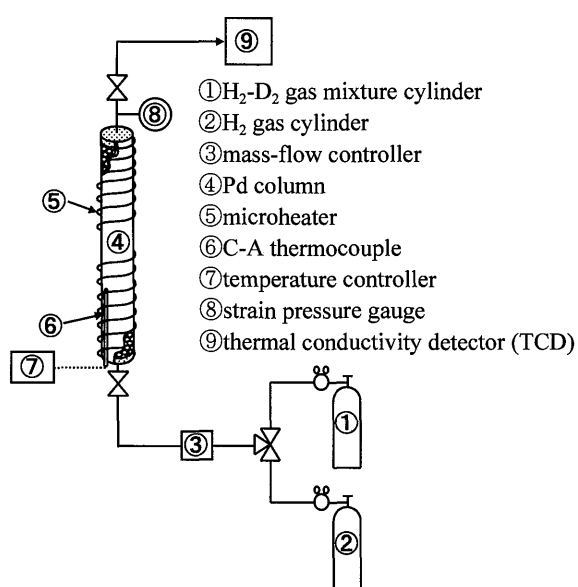 ⑨
⑧
⑤
④
⑥
⑦
③
①
②
①H₂-D₂ gas mixture cylinder
②H₂ gas cylinder
③mass-flow controller
④Pd column
⑤microheater
⑥C-A thermocouple
⑦temperature controller
⑧strain pressure gauge
⑨thermal conductivity detector (TCD)